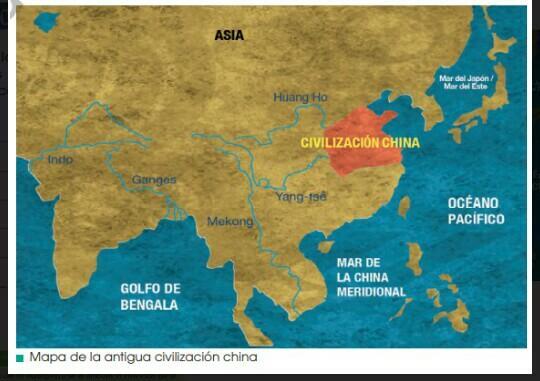 ASIA
Mar del Japón /
Mar del Este
Huang Ho
CIVILIZACIÓN CHINA
Indo
Ganges
Yang-tsê
Mekong
OCÉANO
PACÍFICO
MAR DE
LA CHINA
MERIDIONAL
GOLFO DE
BENGALA
Mapa de la antigua civilización china